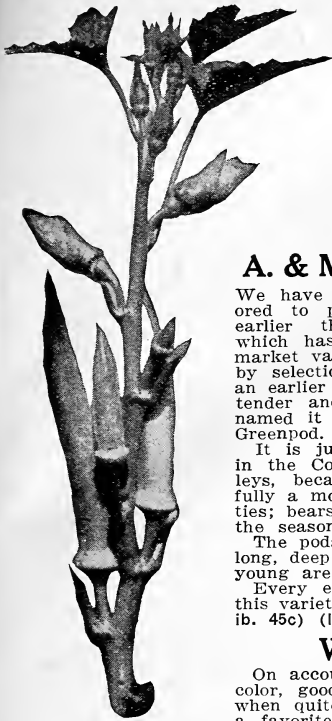 A. & M
We have
ored to p
earlier th
which has
market va
by selectio
an earlier
tender and
named it
Greenpod.
It is ju
in the Co
leys, beca
fully a mo
ties; bears
the season
The pods
long, deep
young are
Every e
this variet
ib. 45c) (l
W
On accou
color, good
when quite
a favorite